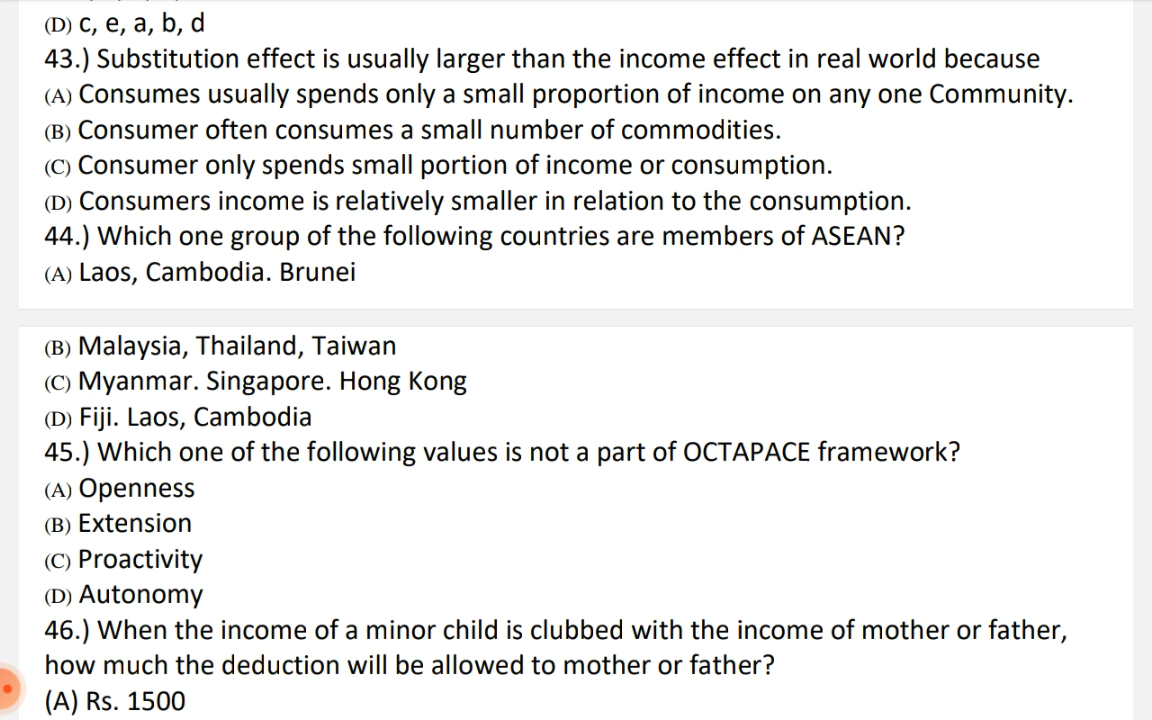 (D) c, e, a, b, d
43.) Substitution effect is usually larger than the income effect in real world because
(A) Consumes usually spends only a small proportion of income on any one Community.
(B) Consumer often consumes a small number of commodities.
(C) Consumer only spends small portion of income or consumption.
(D) Consumers income is relatively smaller in relation to the consumption.
44.) Which one group of the following countries are members of ASEAN?
(A) Laos, Cambodia. Brunei
(B) Malaysia, Thailand, Taiwan
(C) Myanmar. Singapore. Hong Kong
(D) Fiji. Laos, Cambodia
45.) Which one of the following values is not a part of OCTAPACE framework?
(A) Openness
(B) Extension
(C) Proactivity
(D) Autonomy
46.) When the income of a minor child is clubbed with the income of mother or father,
how much the deduction will be allowed to mother or father?
(A) Rs. 1500